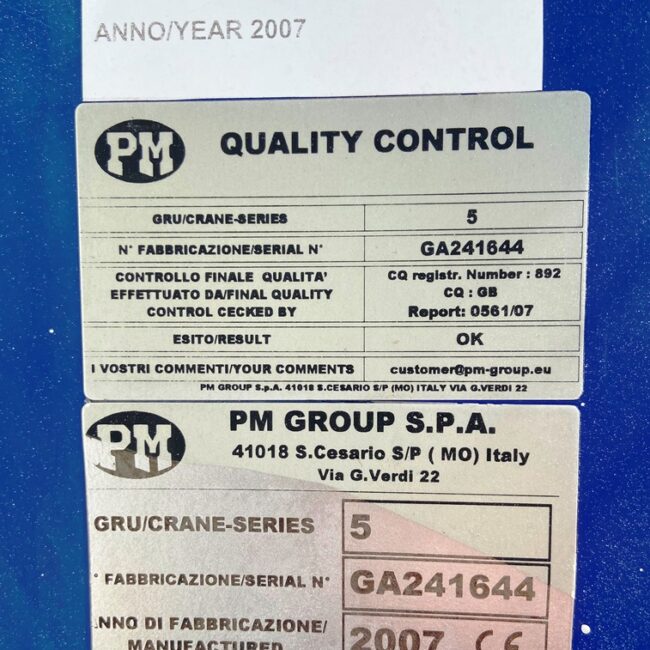 ANNO/YEAR 2007
PM QUALITY CONTROL
GRU/CRANE-SERIES 5
N° FABBRICAZIONE/SERIAL N° GA241644
CONTROLLO FINALE QUALITA' CQ registr. Number : 892
EFFETTUATO DA/FINAL QUALITY CQ : GB
CONTROL CECKED BY Report: 0561/07
ESITO/RESULT OK
I VOSTRI COMMENTI/YOUR COMMENTS customer@pm-group.eu
PM GROUP S.p.A. 41018 S.CESARIO S/P (MO) ITALY VIA G.VERDI 22
PM PM GROUP S.P.A.
41018 S.Cesario S/P ( MO) Italy
Via G.Verdi 22
GRU/CRANE-SERIES 5
° FABBRICAZIONE/SERIAL N° GA241644
.NNO DI FABBRICAZIONE/
MANUFACTURED 2007 CE